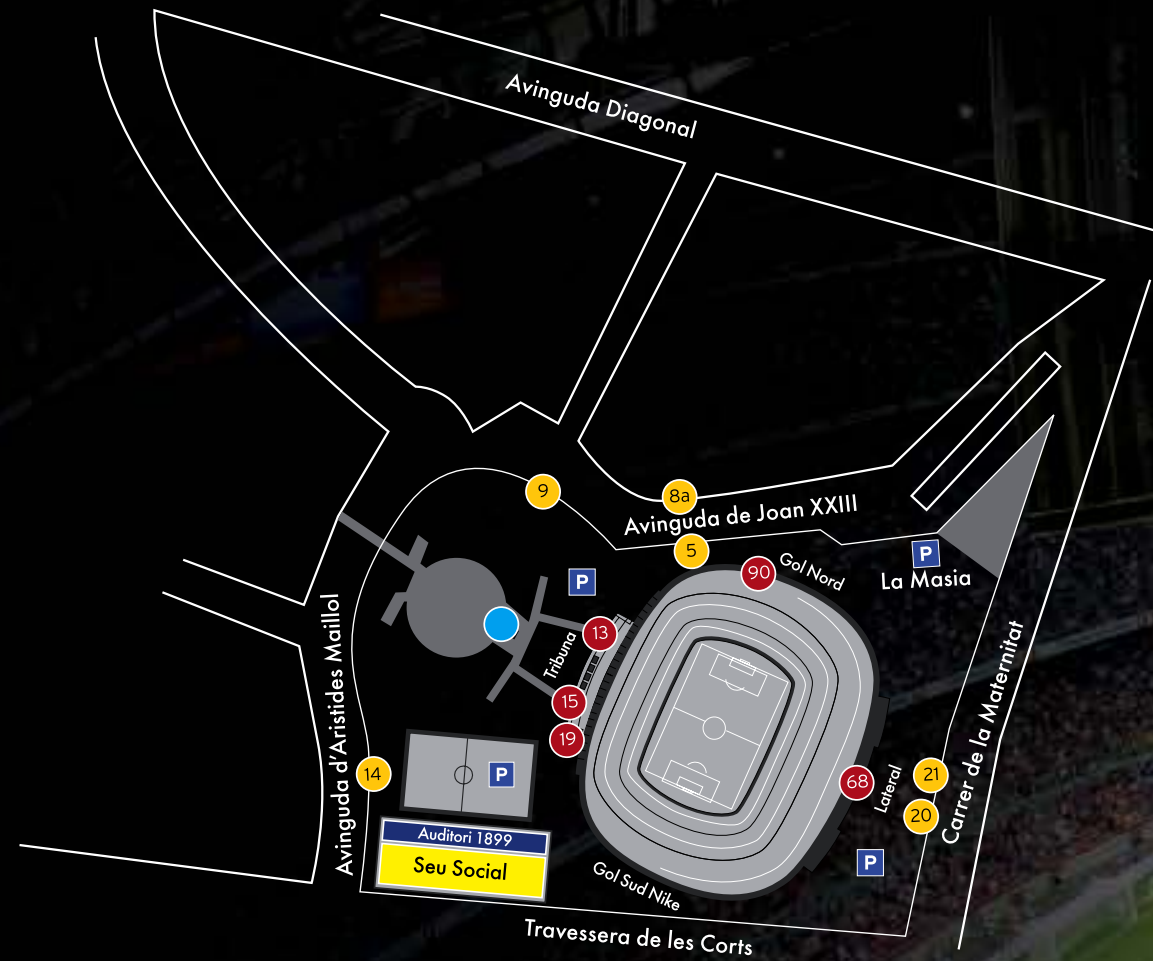 Avinguda Diagonal
9
8a
Avinguda de Joan XXIII
5
P
La Masia
90
Gol Nord
P
13
Tribuna
15
19
Avinguda d'Aristides Maillol
14
P
68
Lateral
21
20
Carrer de la Maternitat
P
Auditori 1899
Seu Social
Gol Sud Nike
Travessera de les Corts